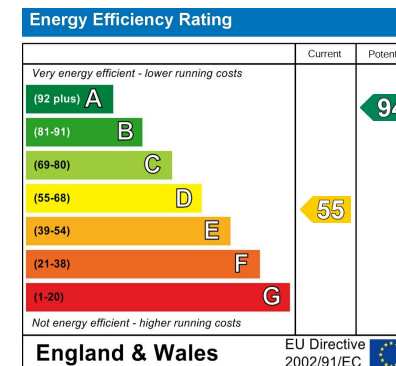 Energy Efficiency Rating
Current
Very energy efficient - lower running costs
(92 plus) A
(81-91) B
(69-80) C
(55-68) D
55
(39-54) E
(21-38) F
(1-20) G
Not energy efficient - higher running costs
England & Wales
EU Directive
2002/91/EC